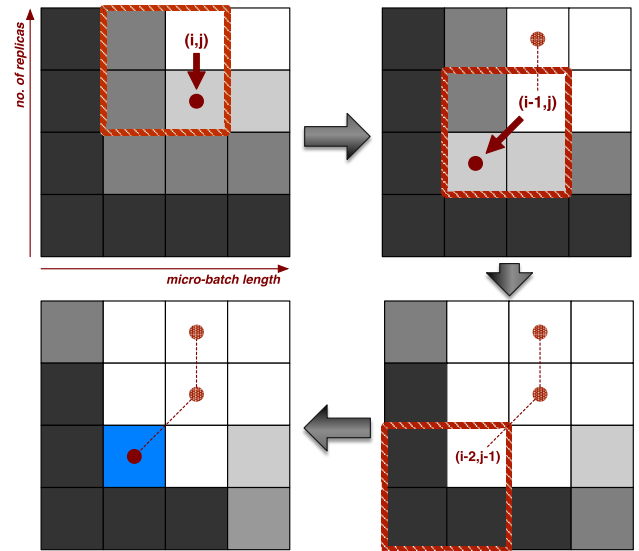 no. of replicas
(i,j)
(i-1,j)
micro-batch length
(i-2,j-1)